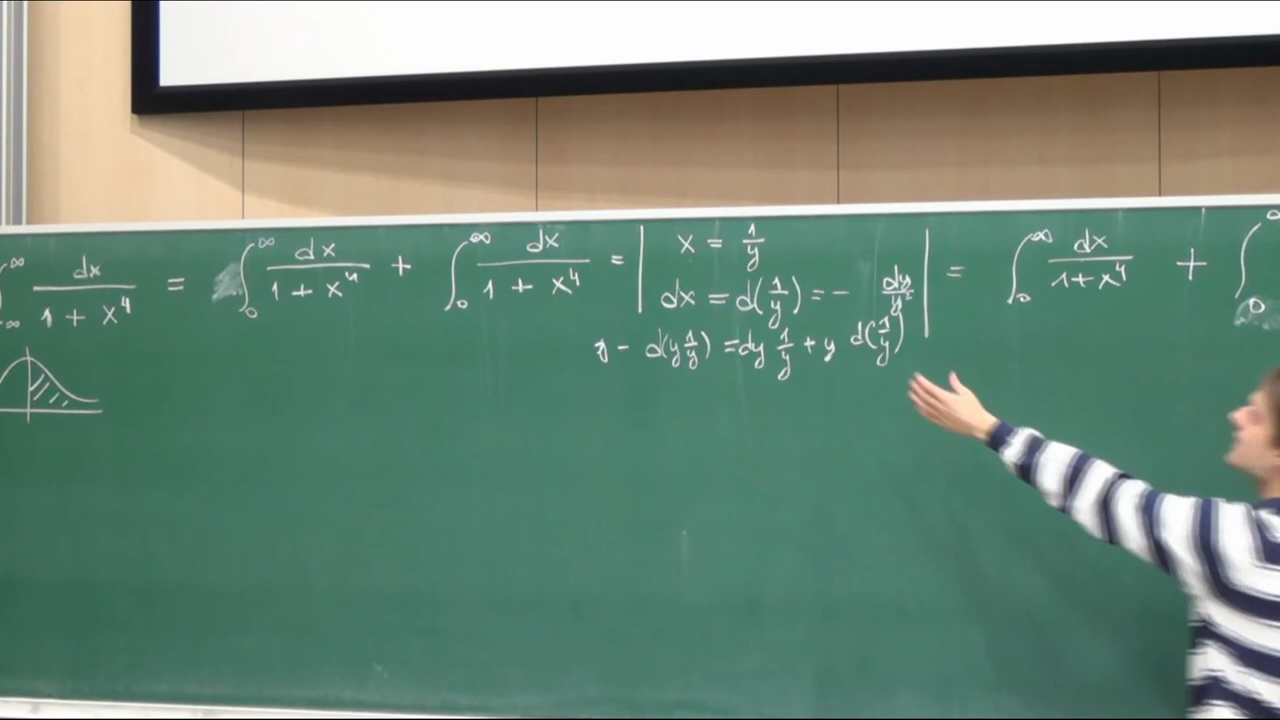 ∫_{-∞}^{∞} dx/(1 + x⁴) = ∫_0^∞ dx/(1 + x⁴) + ∫_0^∞ dx/(1 + x⁴) = | x = 1/y
dx = d(1/y) = - dy/y² | = ∫_0^∞ dx/(1+x⁴) + ∫_0
d(y 1/y) = dy 1/y + y d(1/y)